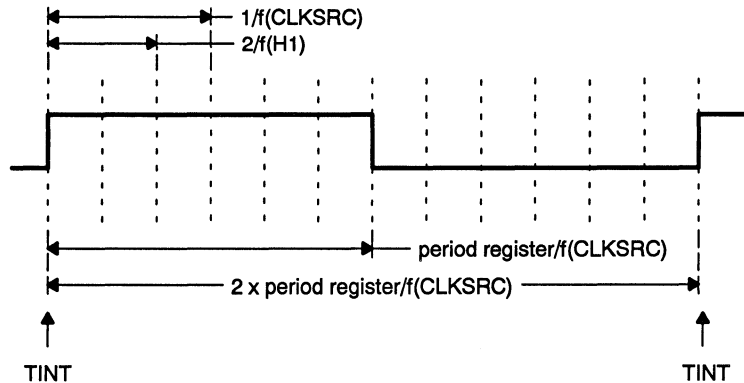 1/f(CLKSRC)
2/f(H1)
period register/f(CLKSRC)
2 x period register/f(CLKSRC)
TINT
TINT